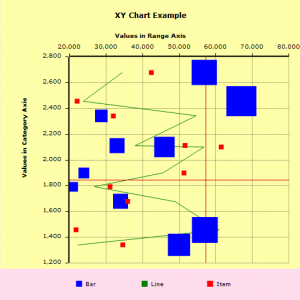 XY Chart Example
Values in Range Axis
20,000 30,000 40,000 50,000 60,000 70,000 80,000
Values in Category Axis
2,800
2,600
2,400
2,200
2,000
1,800
1,600
1,400
1,200
Bar Line Item